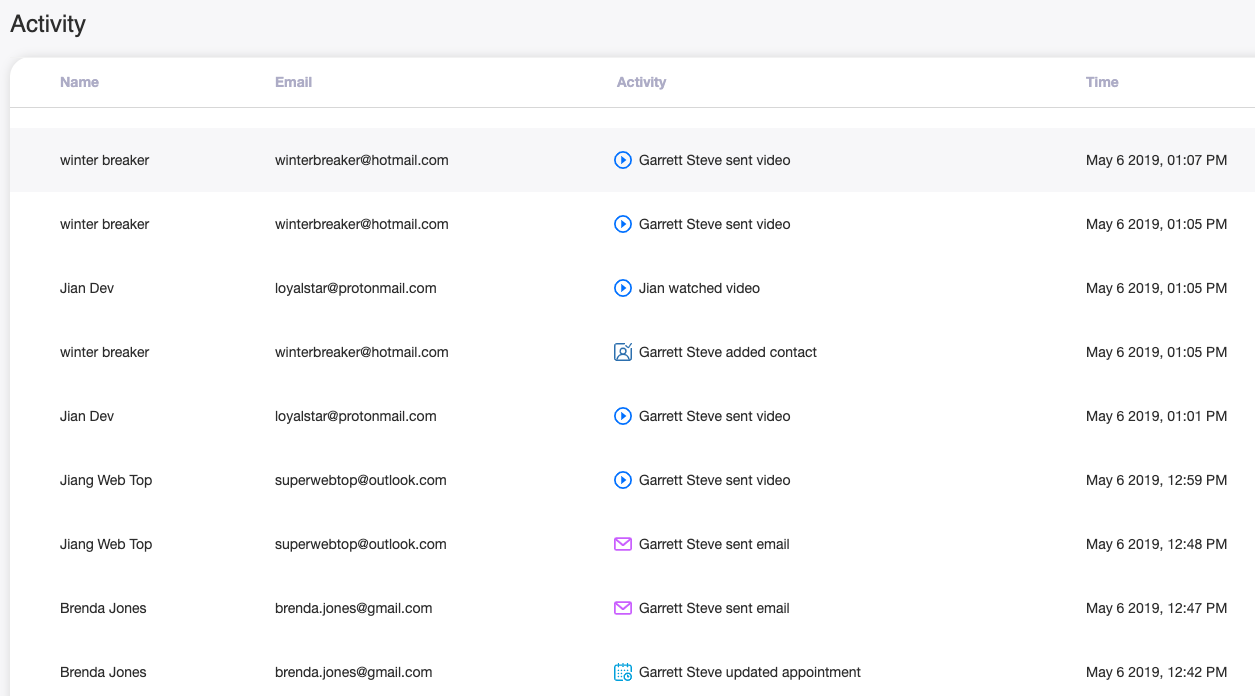 Activity
Name Email Activity Time
winter breaker winterbreaker@hotmail.com Garrett Steve sent video May 6 2019, 01:07 PM
winter breaker winterbreaker@hotmail.com Garrett Steve sent video May 6 2019, 01:05 PM
Jian Dev loyalstar@protonmail.com Jian watched video May 6 2019, 01:05 PM
winter breaker winterbreaker@hotmail.com Garrett Steve added contact May 6 2019, 01:05 PM
Jian Dev loyalstar@protonmail.com Garrett Steve sent video May 6 2019, 01:01 PM
Jiang Web Top superwebtop@outlook.com Garrett Steve sent video May 6 2019, 12:59 PM
Jiang Web Top superwebtop@outlook.com Garrett Steve sent email May 6 2019, 12:48 PM
Brenda Jones brenda.jones@gmail.com Garrett Steve sent email May 6 2019, 12:47 PM
Brenda Jones brenda.jones@gmail.com Garrett Steve updated appointment May 6 2019, 12:42 PM